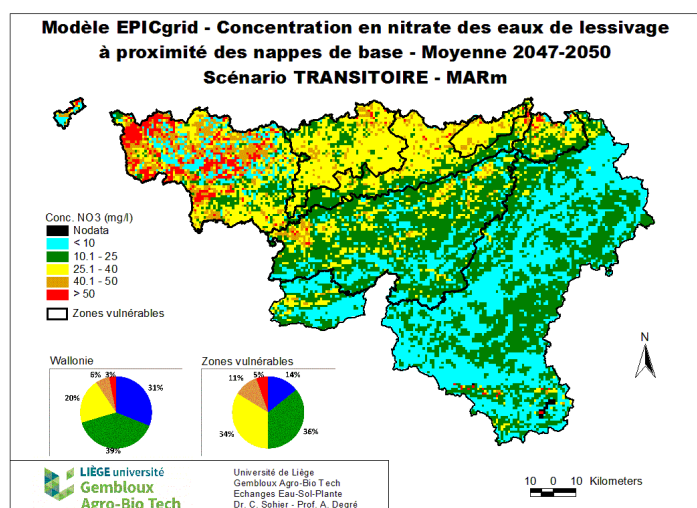 Modèle EPICgrid - Concentration en nitrate des eaux de lessivage
à proximité des nappes de base - Moyenne 2047-2050
Scénario TRANSITOIRE - MARm
Conc. NO3 (mg/l)
Nodata
< 10
10.1 - 25
25.1 - 40
40.1 - 50
> 50
Zones vulnérables
N
Wallonie
6%
3%
31%
20%
39%
Zones vulnérables
11%
5%
14%
34%
36%
10 0 10 Kilometers
LIÈGE université
Gembloux
Agro-Bio Tech
Université de Liège
Gembloux Agro-Bio Tech
Echanges Eau-Sol-Plante
Dr. C. Sohier - Prof. A. Degré